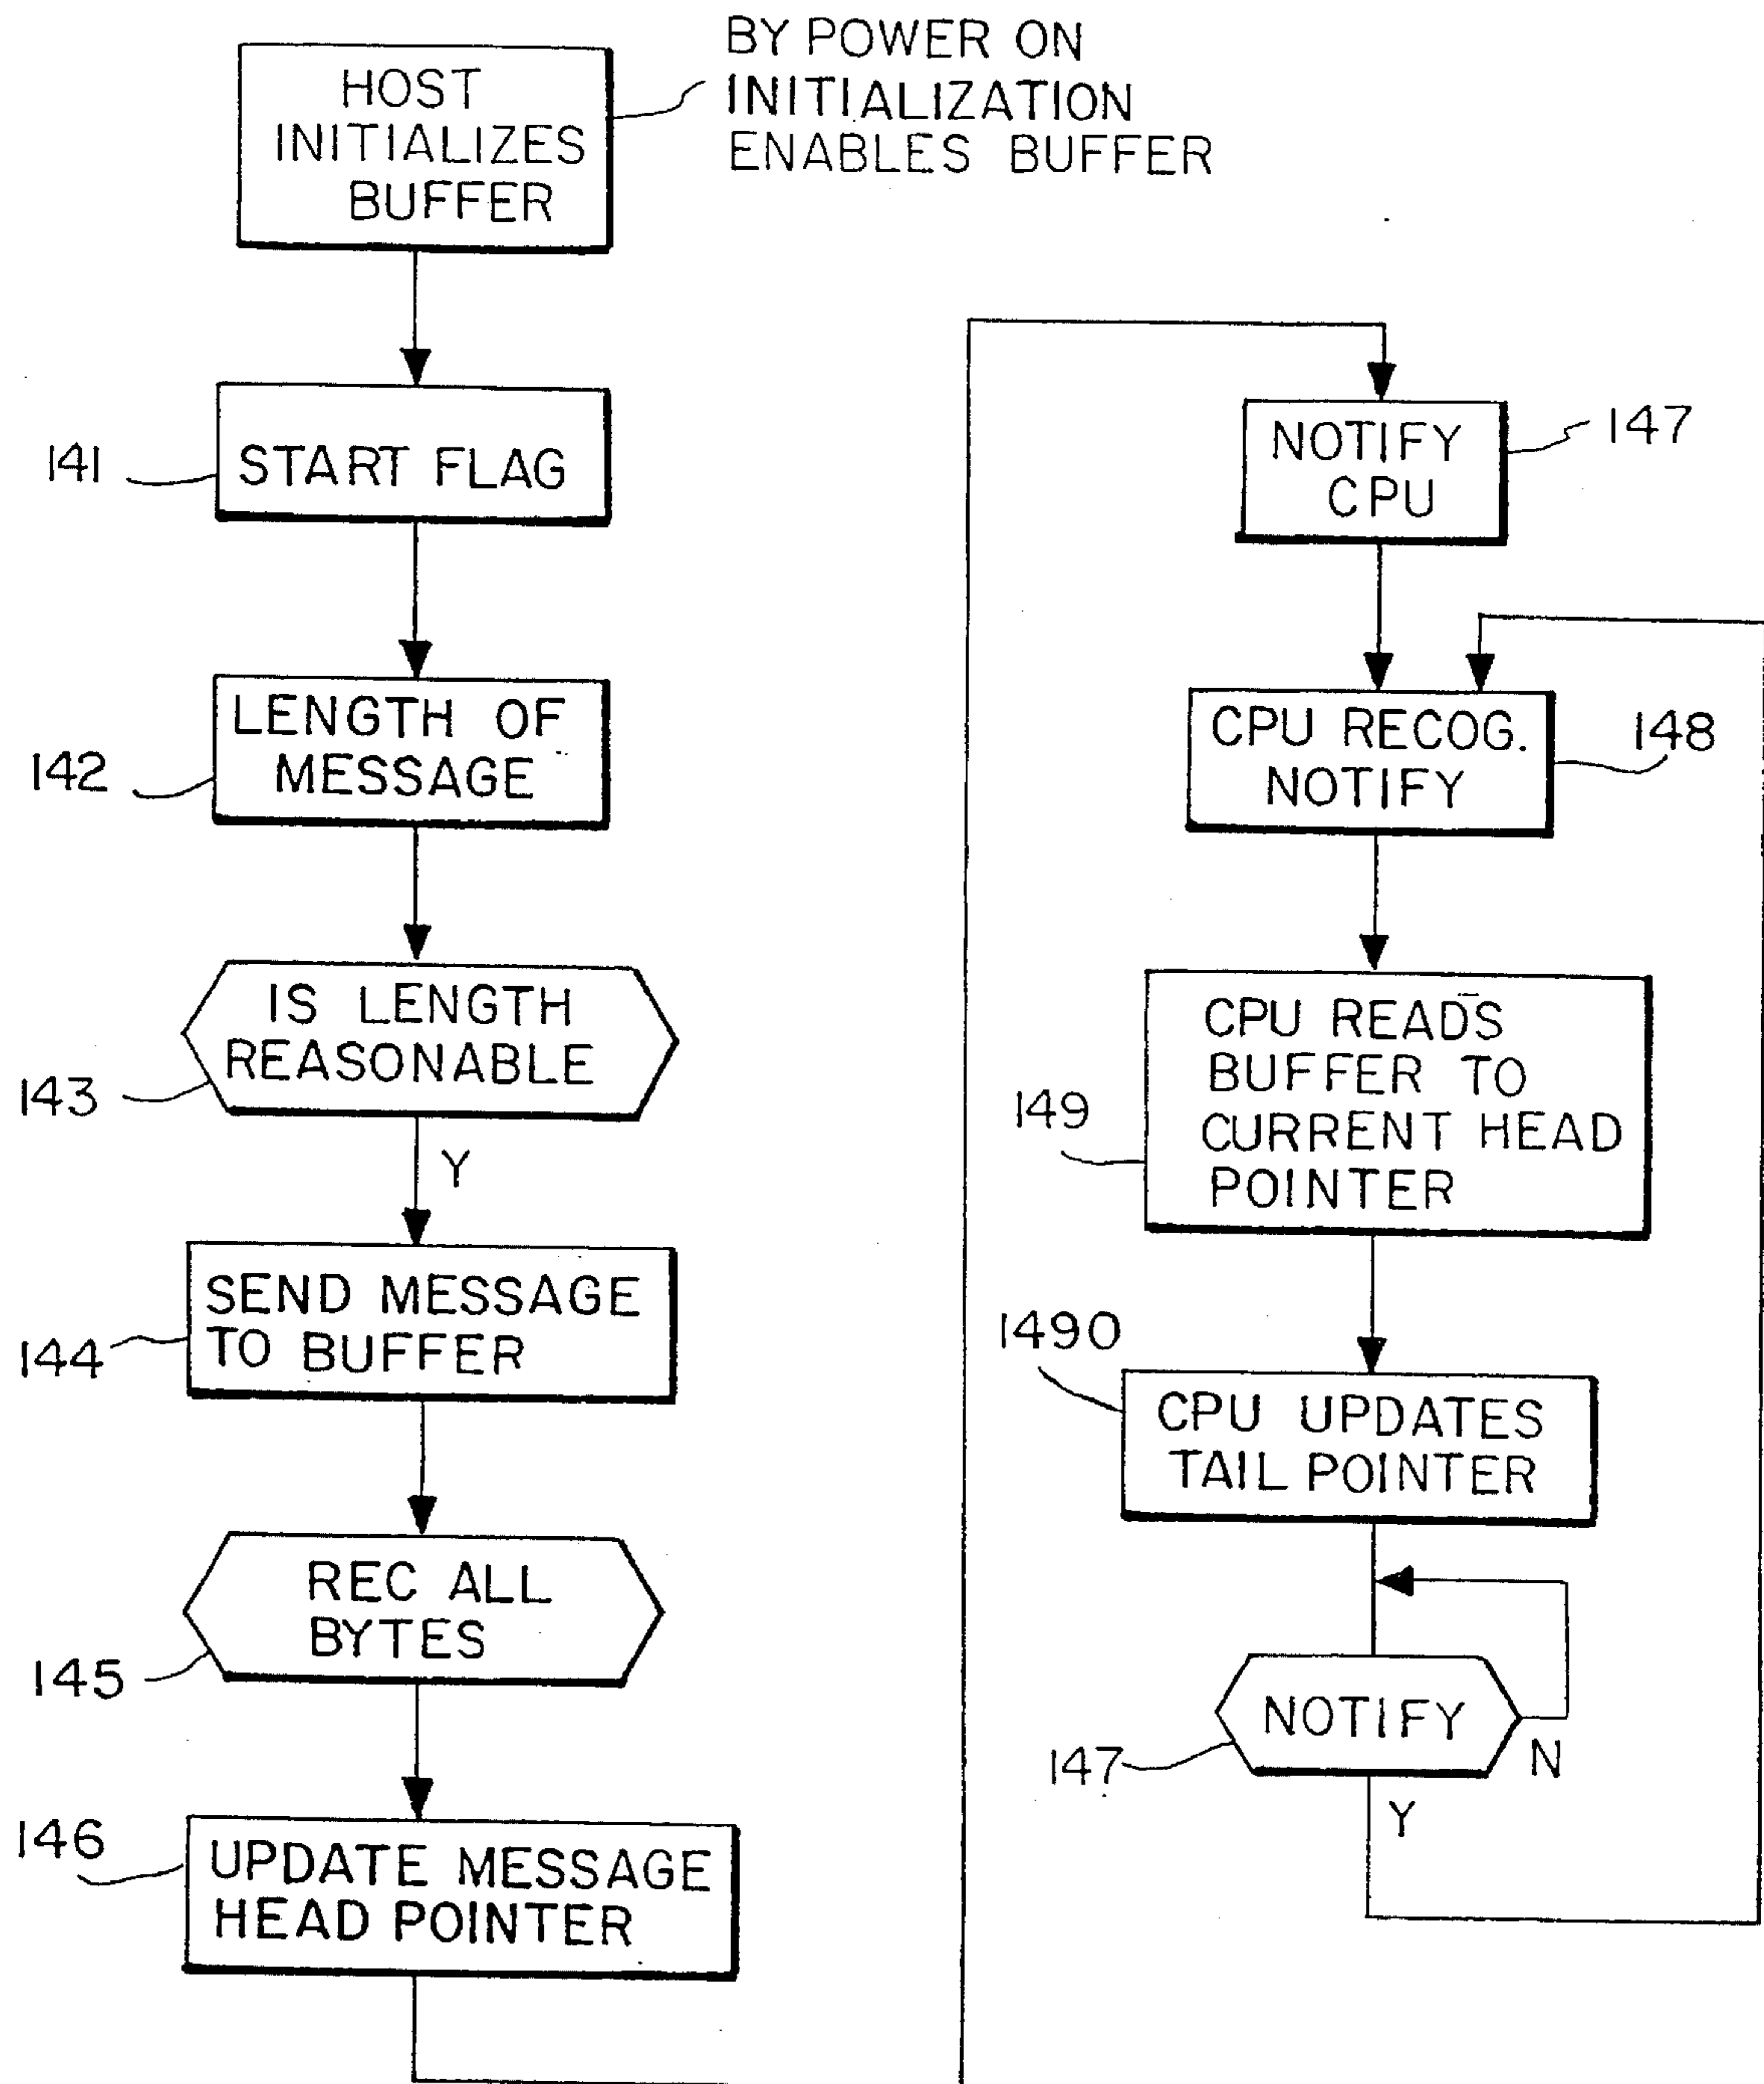 HOST
INITIALIZES
BUFFER
BY POWER ON
INITIALIZATION
ENABLES BUFFER
141
START FLAG
142
LENGTH OF
MESSAGE
143
IS LENGTH
REASONABLE
Y
144
SEND MESSAGE
TO BUFFER
145
REC ALL
BYTES
146
UPDATE MESSAGE
HEAD POINTER
NOTIFY
CPU
147
CPU RECOG.
NOTIFY
148
149
CPU READS
BUFFER TO
CURRENT HEAD
POINTER
1490
CPU UPDATES
TAIL POINTER
147
NOTIFY
N
Y